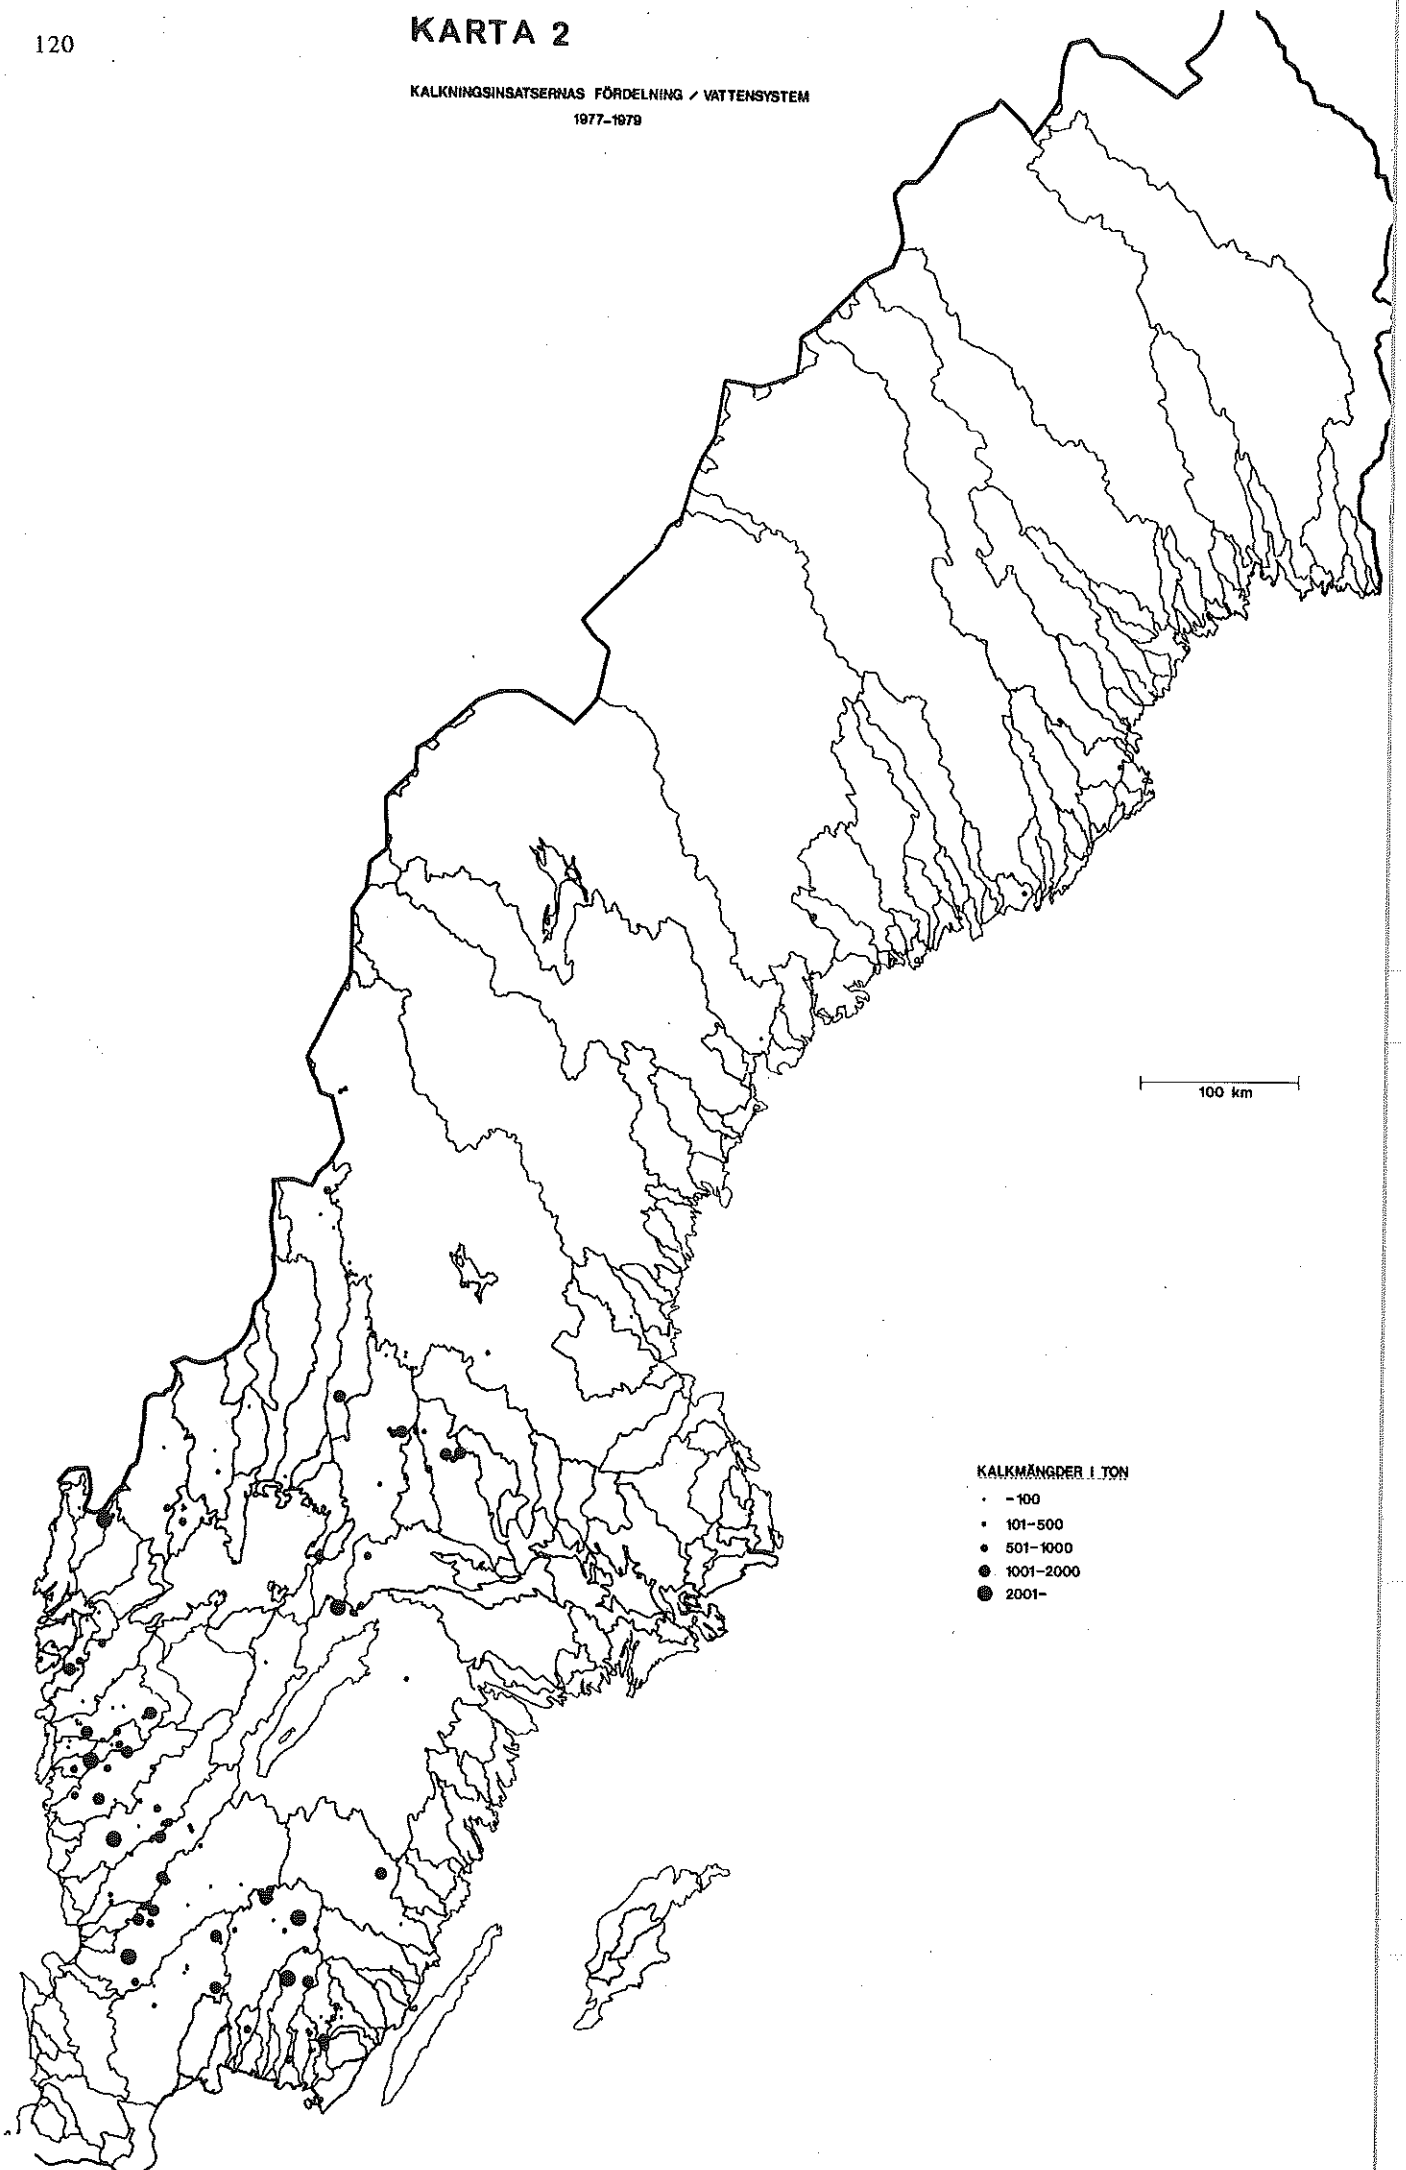 120
KARTA 2
KALKNINGSINSATSERNAS FÖRDELNING / VATTENSYSTEM
1977-1979
100 km
KALKMÄNGDER I TON
-100
101-500
501-1000
1001-2000
2001-